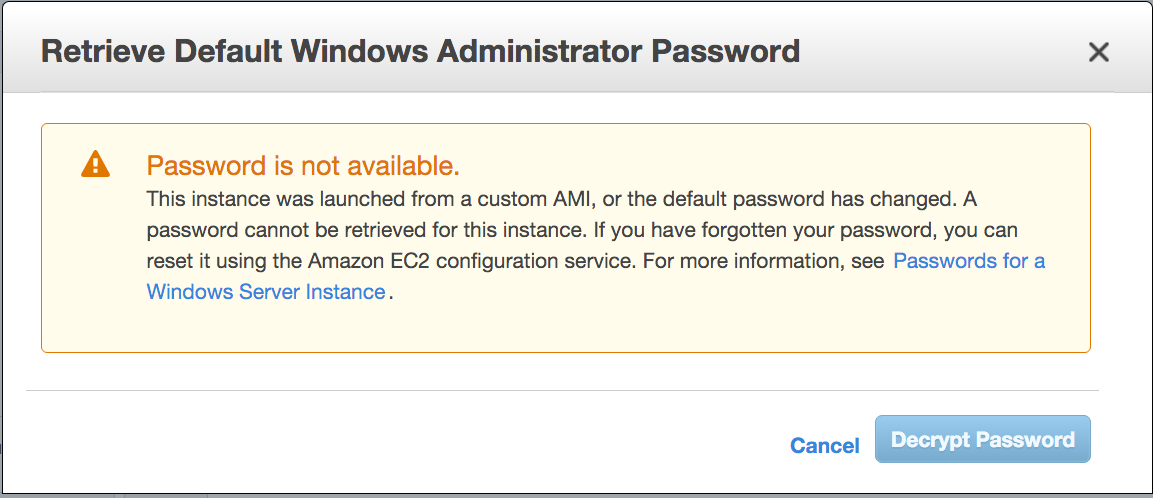 Retrieve Default Windows Administrator Password
Password is not available.
This instance was launched from a custom AMI, or the default password has changed. A
password cannot be retrieved for this instance. If you have forgotten your password, you can
reset it using the Amazon EC2 configuration service. For more information, see Passwords for a
Windows Server Instance.
Cancel Decrypt Password